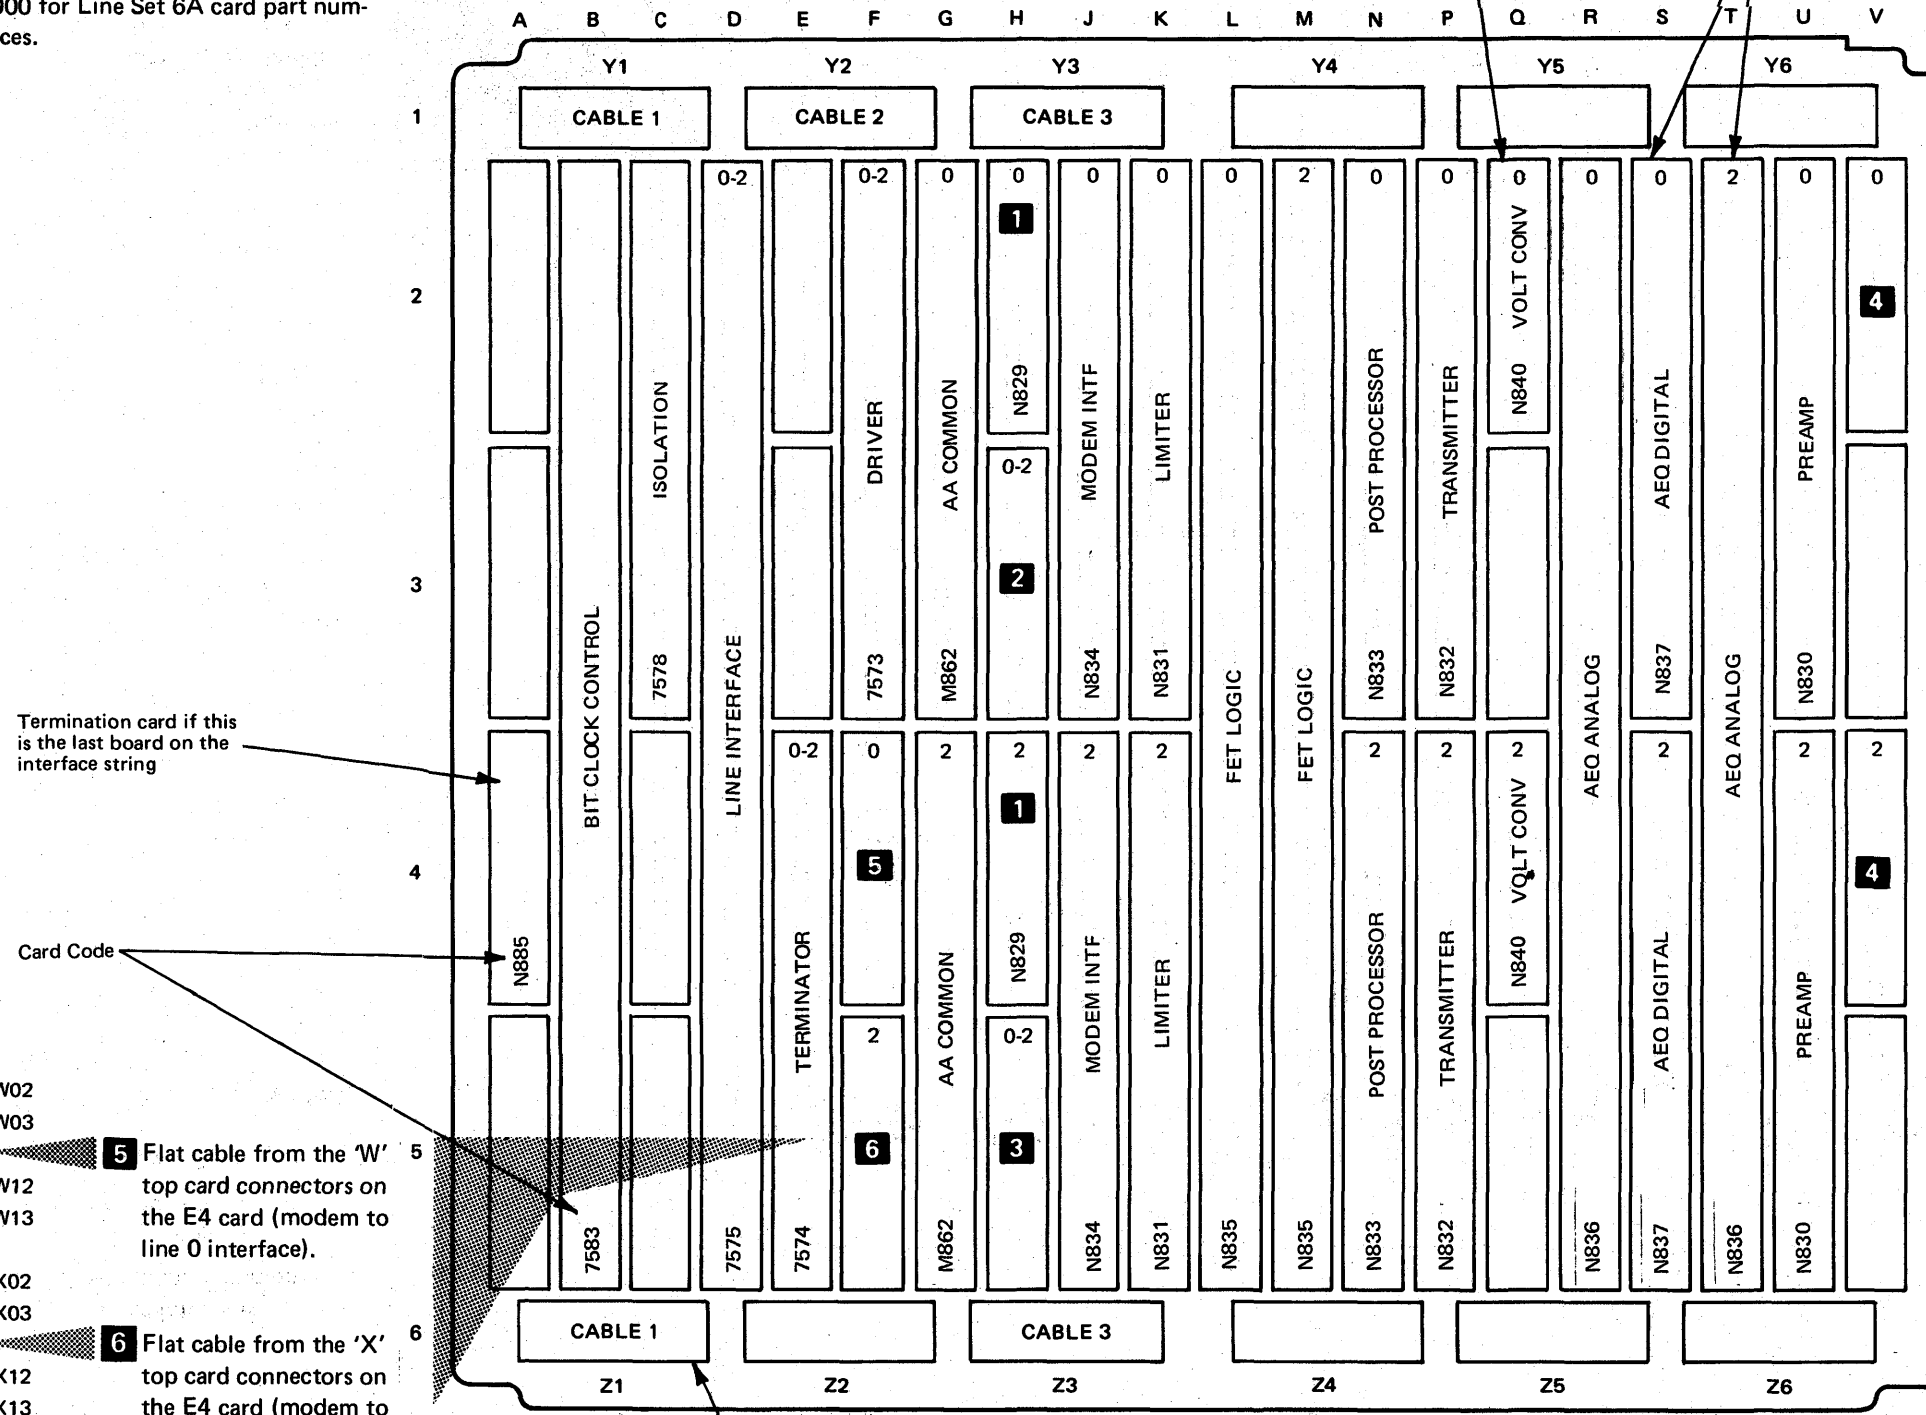 000 for Line Set 6A card part num-
ces.
A B C D E F G H J K L M N P Q R S T U V
Y1 Y2 Y3 Y4 Y5 Y6
1
CABLE 1
CABLE 2
CABLE 3
0-2 0-2 0 0 0 0 0 2 0 0 0 0 0 2 0 0
1
2
3
4
5
6
BIT CLOCK CONTROL
7583
ISOLATION
7578
LINE INTERFACE
7575
DRIVER
7573
AA COMMON
M862
1
N829
0-2
2
MODEM INTF
N834
LIMITER
N831
FET LOGIC
N835
FET LOGIC
N835
POST PROCESSOR
N833
TRANSMITTER
N832
VOLT CONV
N840
AEQ ANALOG
N836
AEQ DIGITAL
N837
AEQ ANALOG
N836
PREAMP
N830
4
Termination card if this
is the last board on the
interface string
Card Code
N885
0-2 0 2 2 2 2 2 2 2 2 2 2
TERMINATOR
7574
5
2
6
AA COMMON
M862
1
N829
0-2
3
MODEM INTF
N834
LIMITER
N831
POST PROCESSOR
N833
TRANSMITTER
N832
VOLT CONV
N840
AEQ DIGITAL
N837
PREAMP
N830
4
W02
W03
W12
W13
5 Flat cable from the 'W'
top card connectors on
the E4 card (modem to
line 0 interface).
X02
X03
X12
X13
6 Flat cable from the 'X'
top card connectors on
the E4 card (modem to
CABLE 1
CABLE 3
Z1 Z2 Z3 Z4 Z5 Z6